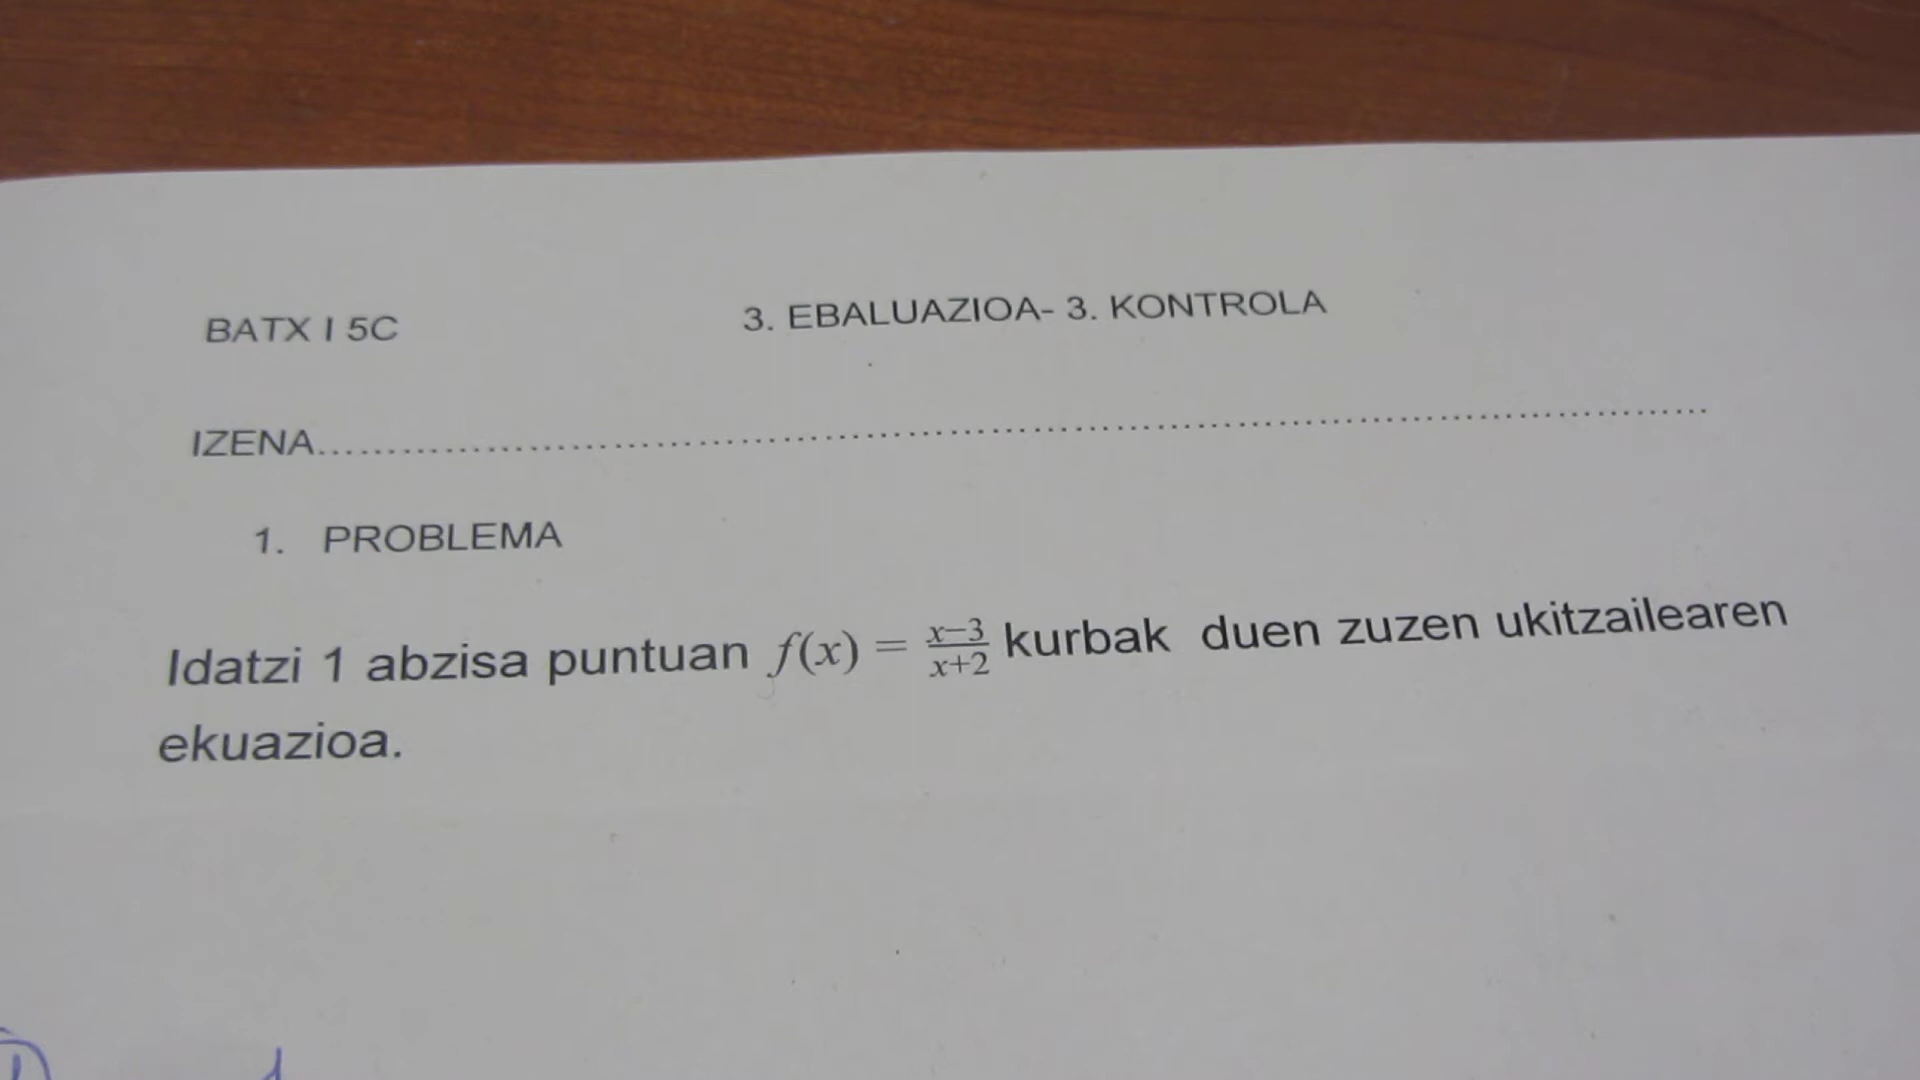 BATX I 5C 3. EBALUAZIOA- 3. KONTROLA
IZENA....................................................................................................
1. PROBLEMA
Idatzi 1 abzisa puntuan f(x) = x−3/x+2 kurbak duen zuzen ukitzailearen
ekuazioa.